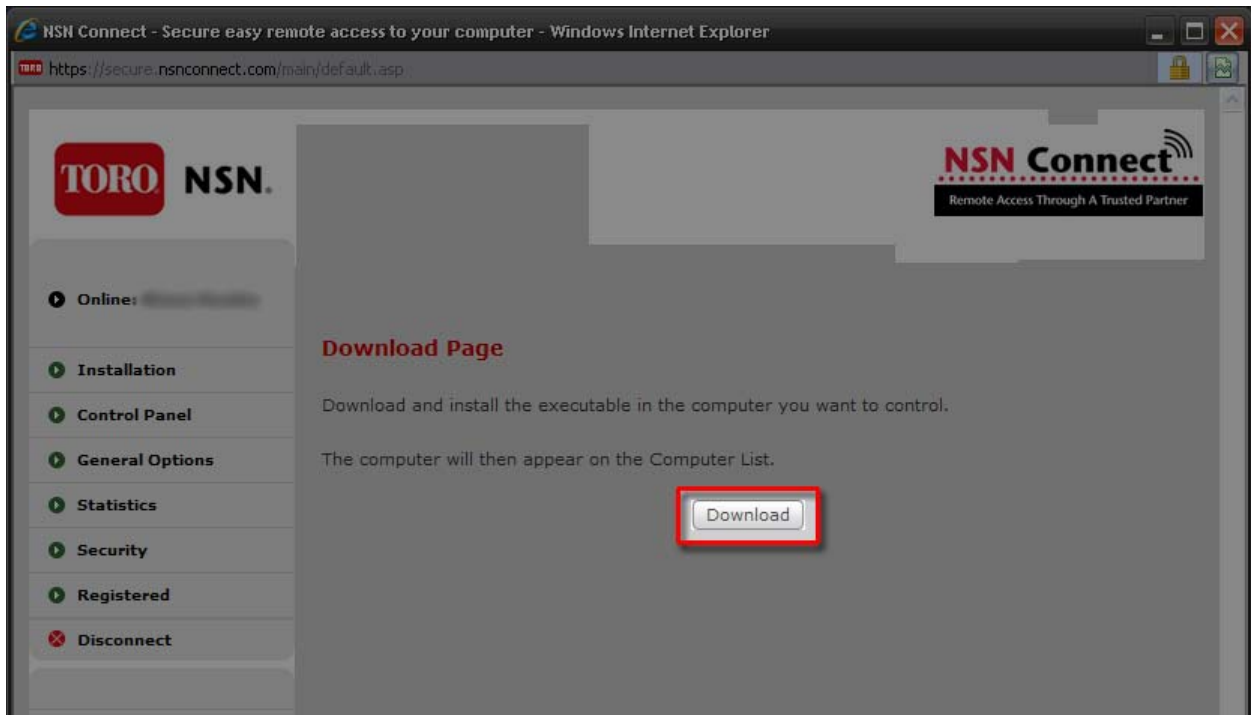 NSN Connect - Secure easy remote access to your computer - Windows Internet Explorer
TORO https://secure.nsnconnect.com/main/default.asp
TORO NSN.
NSN Connect
Remote Access Through A Trusted Partner
Online:
Download Page
Installation
Download and install the executable in the computer you want to control.
Control Panel
General Options
The computer will then appear on the Computer List.
Statistics
Download
Security
Registered
Disconnect